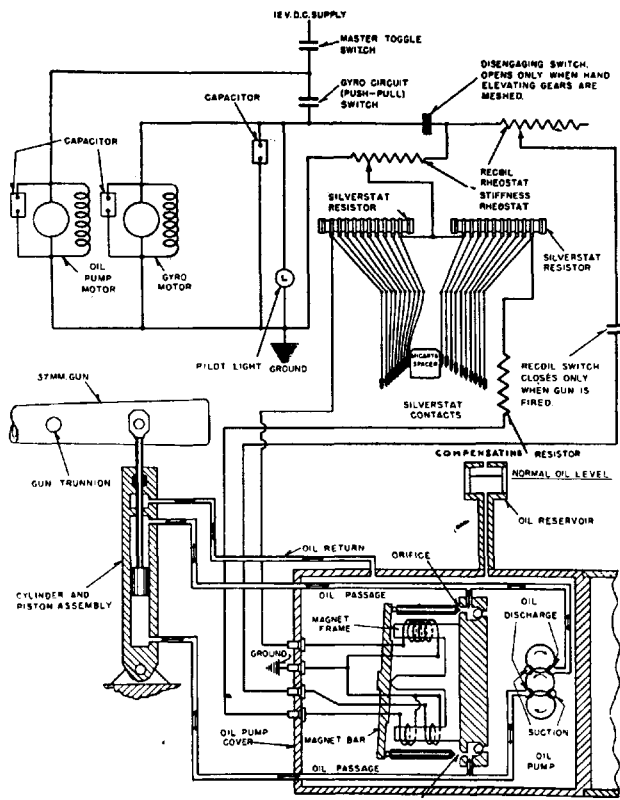 12 V. D.C. SUPPLY
MASTER TOGGLE
SWITCH
DISENGAGING SWITCH,
OPENS ONLY WHEN HAND
ELEVATING GEARS ARE
MESHED.
GYRO CIRCUIT
(PUSH-PULL)
SWITCH
CAPACITOR
CAPACITOR
RECOIL
RHEOSTAT
STIFFNESS
RHEOSTAT
SILVERSTAT
RESISTOR
SILVERSTAT
RESISTOR
OIL
PUMP
MOTOR
GYRO
MOTOR
L
PILOT LIGHT
GROUND
MICARTA
SPACER
RECOIL SWITCH
CLOSES ONLY
WHEN GUN IS
FIRED.
SILVERSTAT
CONTACTS
37MM. GUN
GUN TRUNNION
COMPENSATING RESISTOR
NORMAL OIL LEVEL
OIL RESERVOIR
OIL RETURN
ORIFICE
CYLINDER AND
PISTON ASSEMBLY
OIL PASSAGE
OIL
DISCHARGE
MAGNET
FRAME
GROUND
OIL PUMP
COVER
MAGNET BAR
SUCTION
OIL
PUMP
OIL PASSAGE